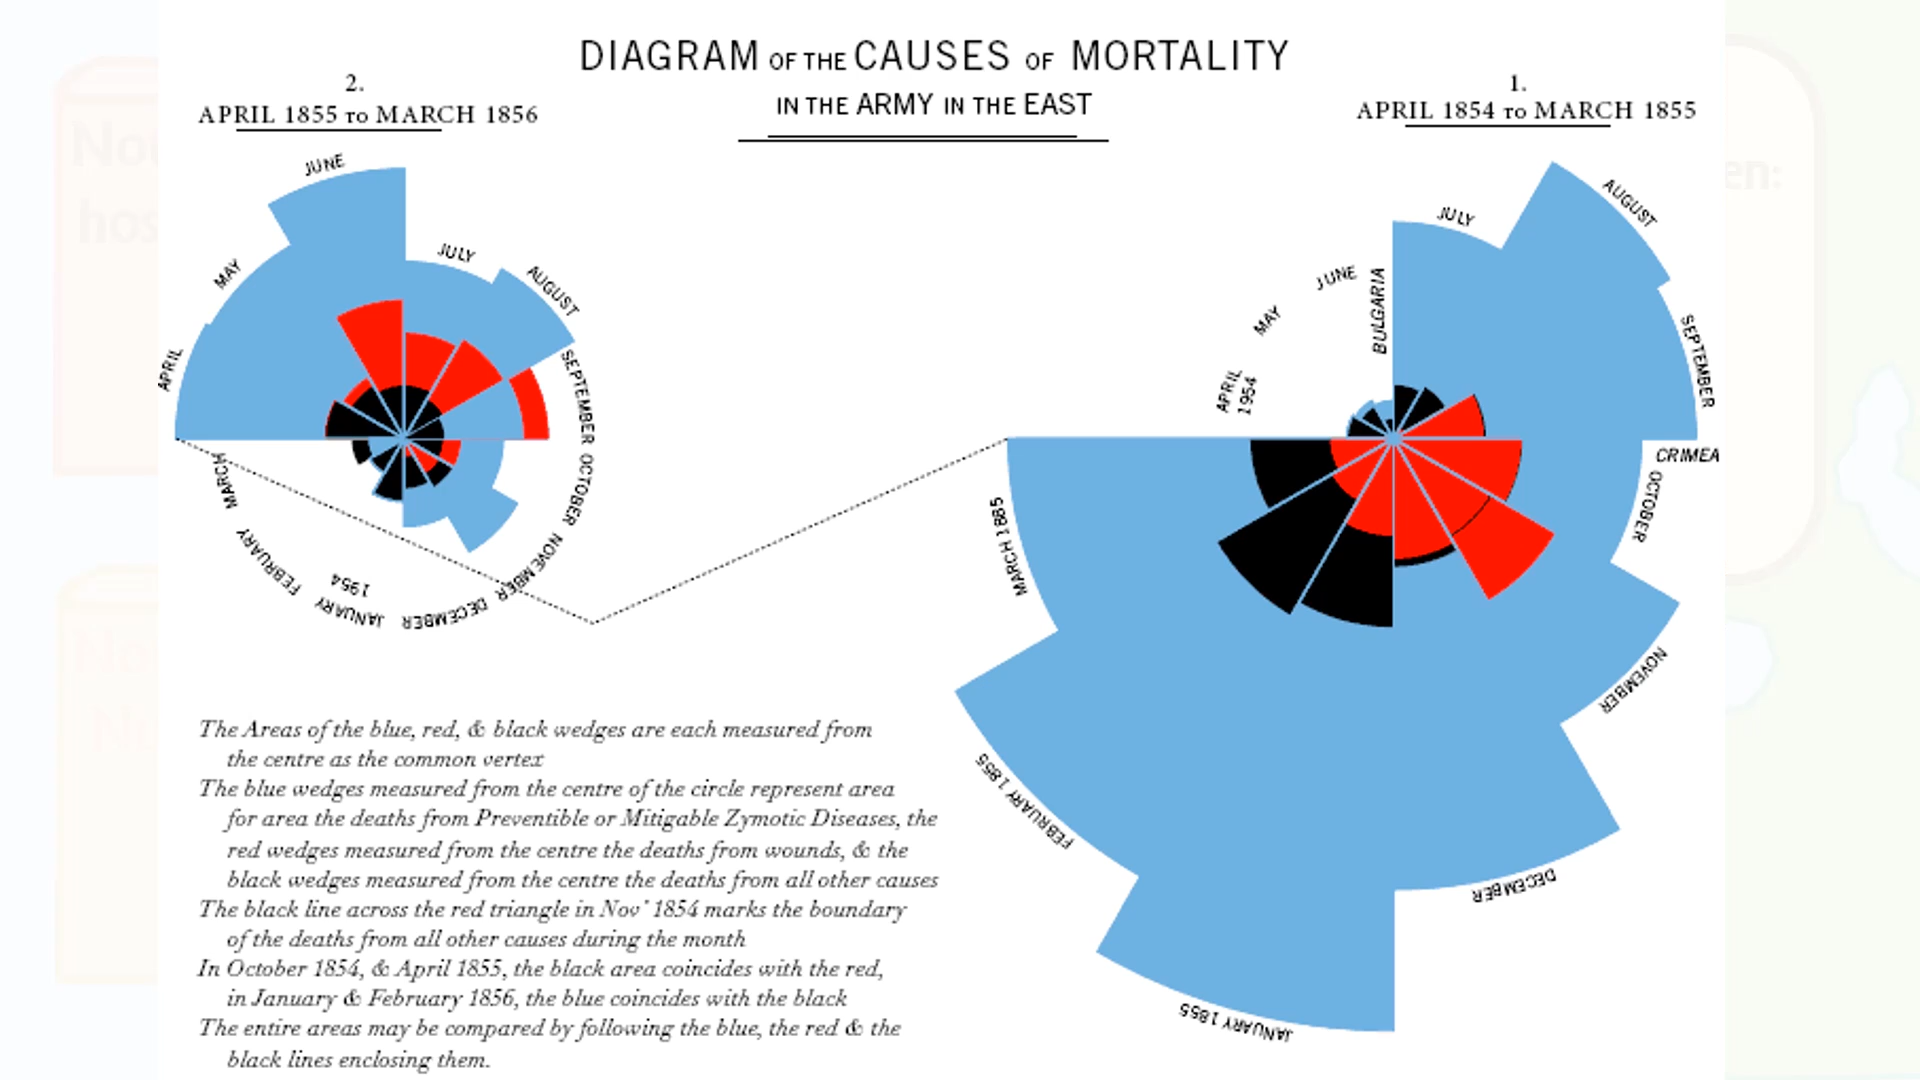 DIAGRAM OF THE CAUSES OF MORTALITY
IN THE ARMY IN THE EAST
2.
APRIL 1855 TO MARCH 1856
1.
APRIL 1854 TO MARCH 1855
JUNE
MAY
APRIL
JULY
AUGUST
SEPTEMBER
OCTOBER
NOVEMBER
DECEMBER
JANUARY
1954
FEBRUARY
MARCH
APRIL
1954
MAY
JUNE
BULGARIA
JULY
AUGUST
SEPTEMBER
CRIMEA
OCTOBER
NOVEMBER
DECEMBER
JANUARY 1855
FEBRUARY 1855
MARCH 1885
The Areas of the blue, red, & black wedges are each measured from
the centre as the common vertex
The blue wedges measured from the centre of the circle represent area
for area the deaths from Preventible or Mitigable Zymotic Diseases, the
red wedges measured from the centre the deaths from wounds, & the
black wedges measured from the centre the deaths from all other causes
The black line across the red triangle in Nov' 1854 marks the boundary
of the deaths from all other causes during the month
In October 1854, & April 1855, the black area coincides with the red,
in January & February 1856, the blue coincides with the black
The entire areas may be compared by following the blue, the red & the
black lines enclosing them.
en:
hos